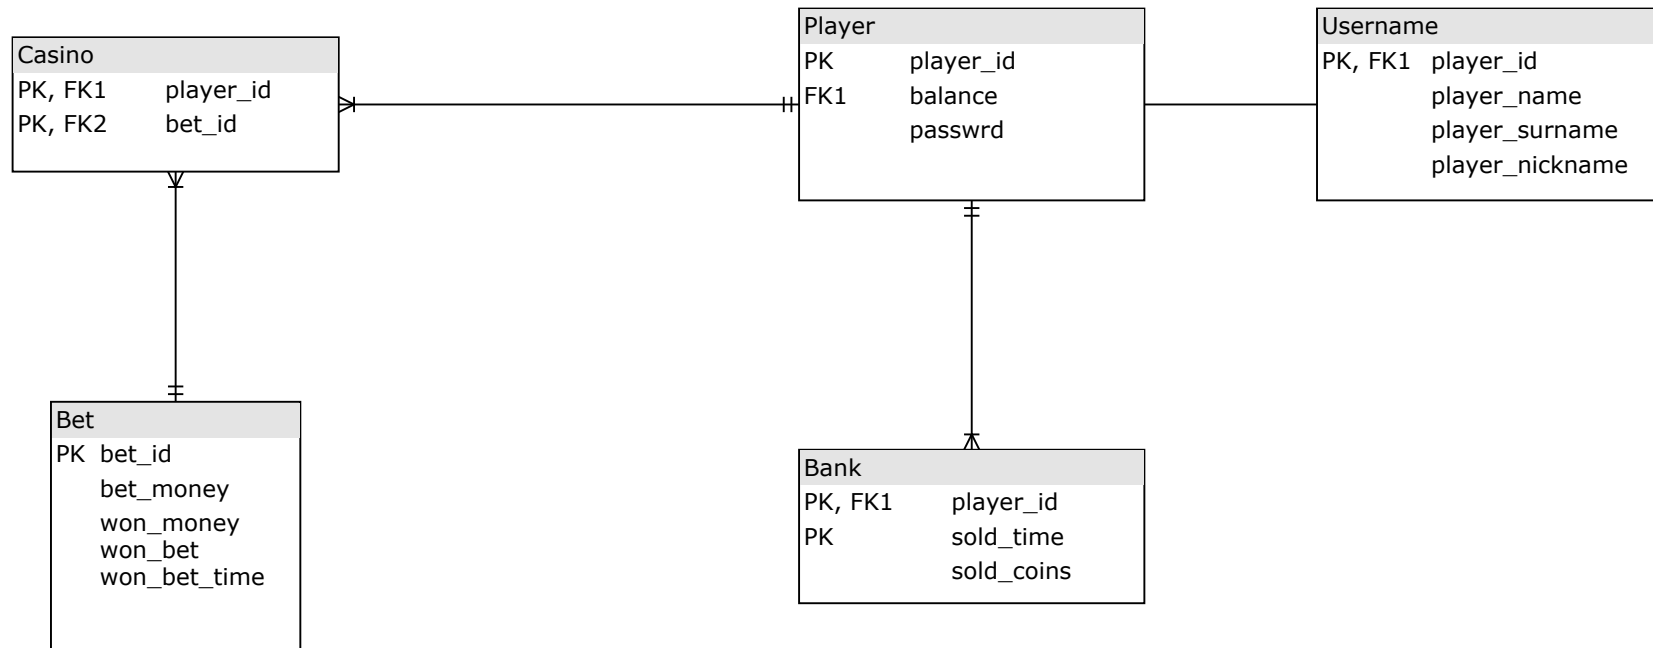 Casino
PK, FK1 player_id
PK, FK2 bet_id
Player
PK player_id
FK1 balance
passwrd
Username
PK, FK1 player_id
player_name
player_surname
player_nickname
Bet
PK bet_id
bet_money
won_money
won_bet
won_bet_time
Bank
PK, FK1 player_id
PK sold_time
sold_coins